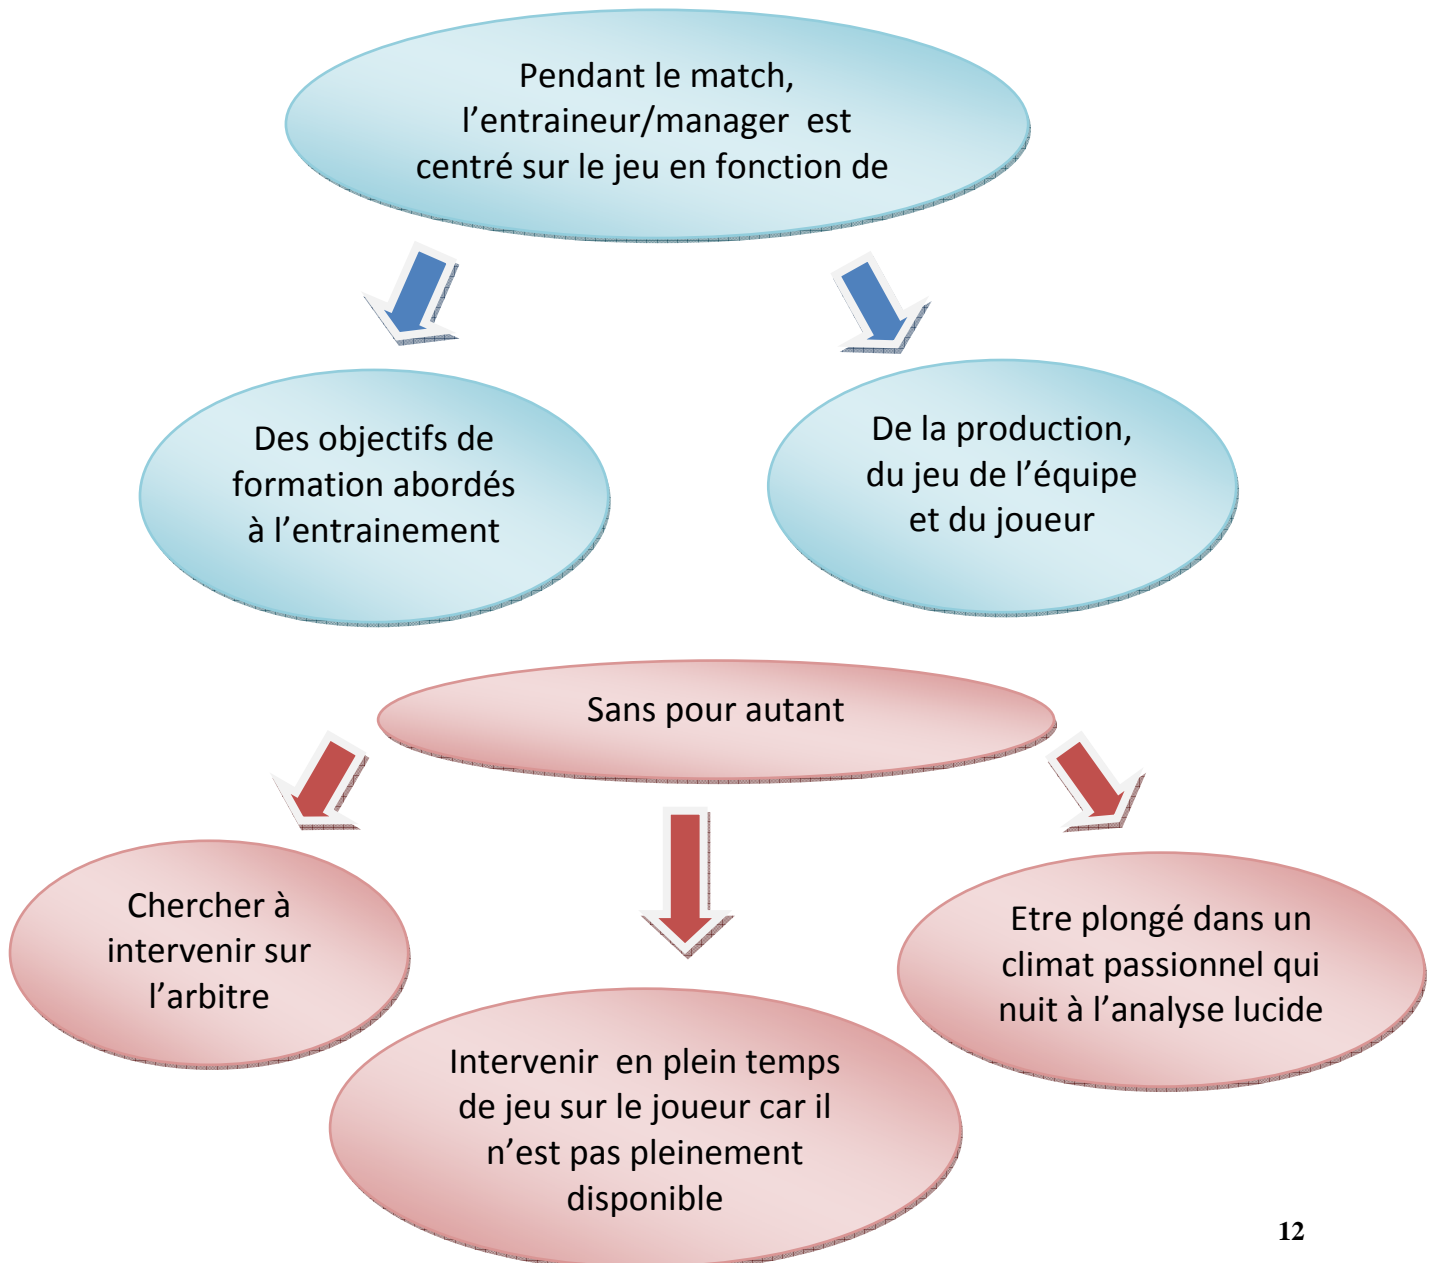 Pendant le match,
l’entraineur/manager est
centré sur le jeu en fonction de
Des objectifs de
formation abordés
à l’entrainement
De la production,
du jeu de l’équipe
et du joueur
Sans pour autant
Chercher à
intervenir sur
l’arbitre
Intervenir en plein temps
de jeu sur le joueur car il
n’est pas pleinement
disponible
Etre plongé dans un
climat passionnel qui
nuit à l’analyse lucide
12